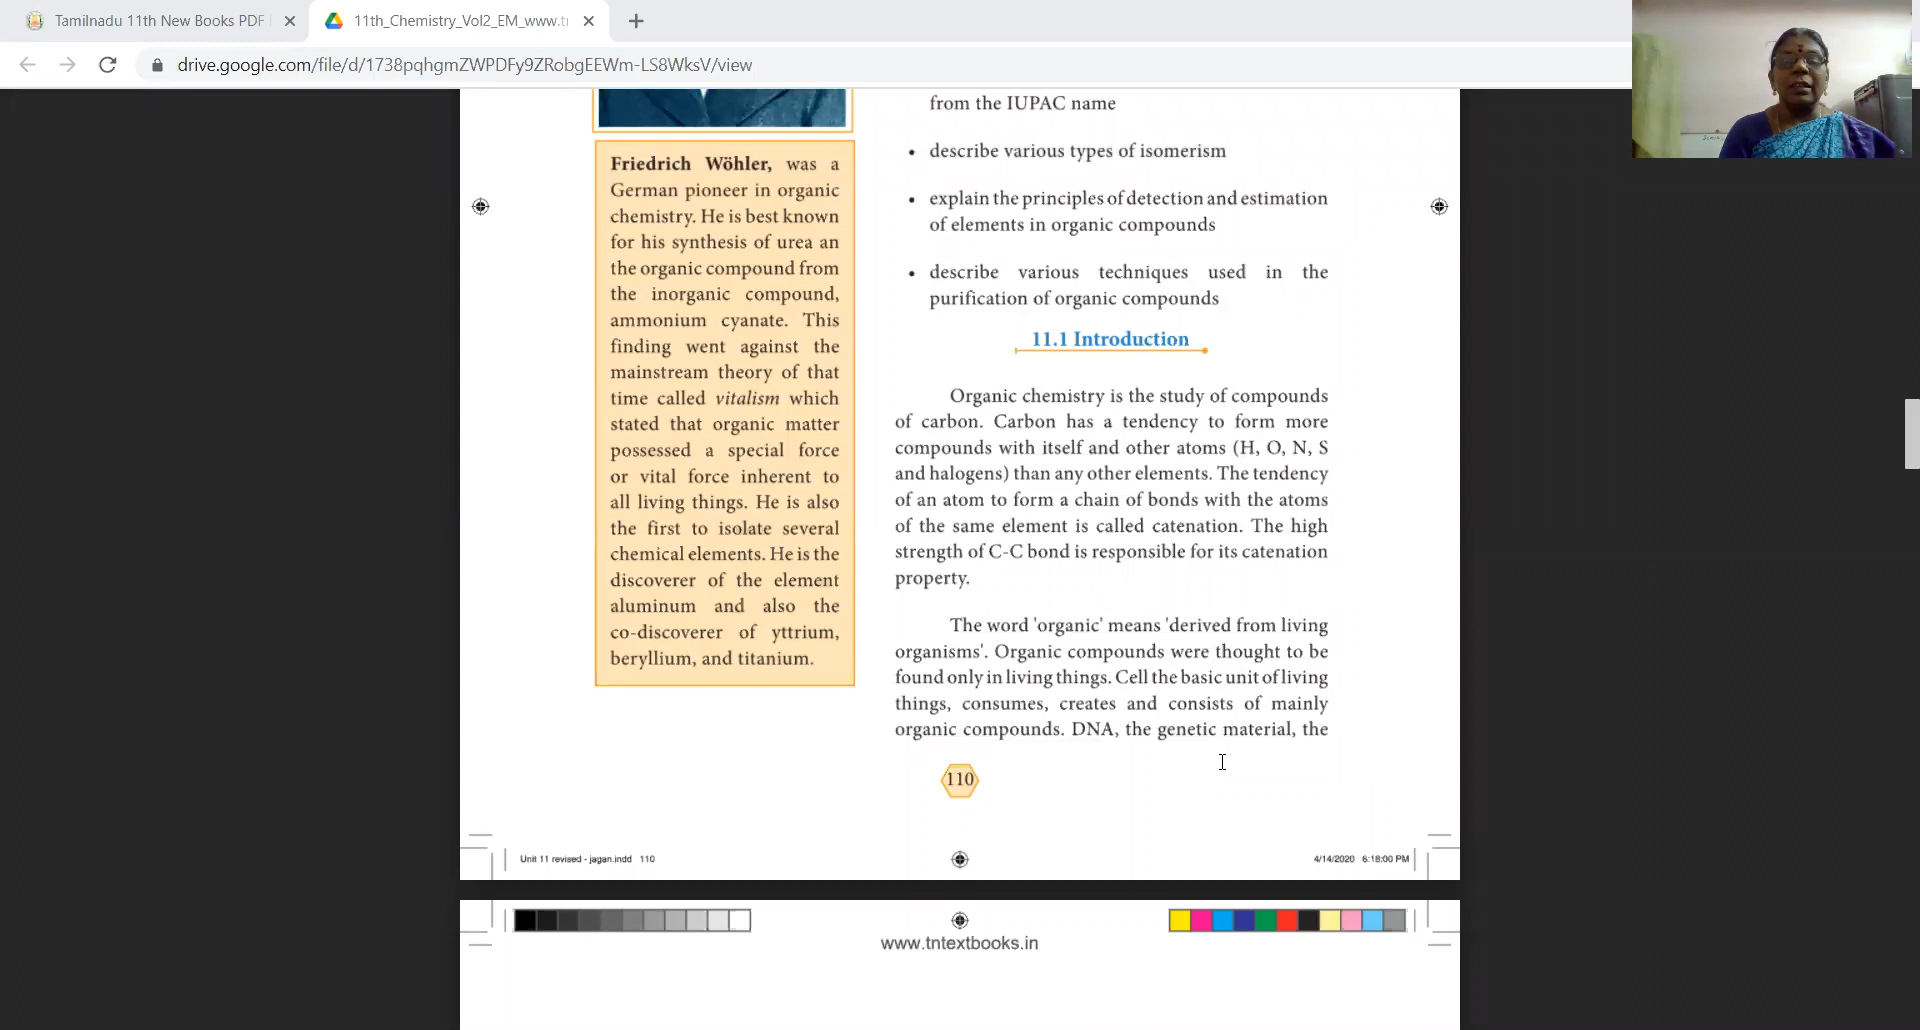 Tamilnadu 11th New Books PDF
11th_Chemistry_Vol2_EM_www.tr
drive.google.com/file/d/1738pqhgmZWPDFy9ZRobgEEWm-LS8WksV/view
Friedrich Wöhler, was a
German pioneer in organic
chemistry. He is best known
for his synthesis of urea an
the organic compound from
the inorganic compound,
ammonium cyanate. This
finding went against the
mainstream theory of that
time called vitalism which
stated that organic matter
possessed a special force
or vital force inherent to
all living things. He is also
the first to isolate several
chemical elements. He is the
discoverer of the element
aluminum and also the
co-discoverer of yttrium,
beryllium, and titanium.
from the IUPAC name
• describe various types of isomerism
• explain the principles of detection and estimation
of elements in organic compounds
• describe various techniques used in the
purification of organic compounds
11.1 Introduction
Organic chemistry is the study of compounds
of carbon. Carbon has a tendency to form more
compounds with itself and other atoms (H, O, N, S
and halogens) than any other elements. The tendency
of an atom to form a chain of bonds with the atoms
of the same element is called catenation. The high
strength of C-C bond is responsible for its catenation
property.
The word 'organic' means 'derived from living
organisms'. Organic compounds were thought to be
found only in living things. Cell the basic unit of living
things, consumes, creates and consists of mainly
organic compounds. DNA, the genetic material, the
110
Unit 11 revised - jagan.indd 110
4/14/2020 6:18:00 PM
www.tntextbooks.in